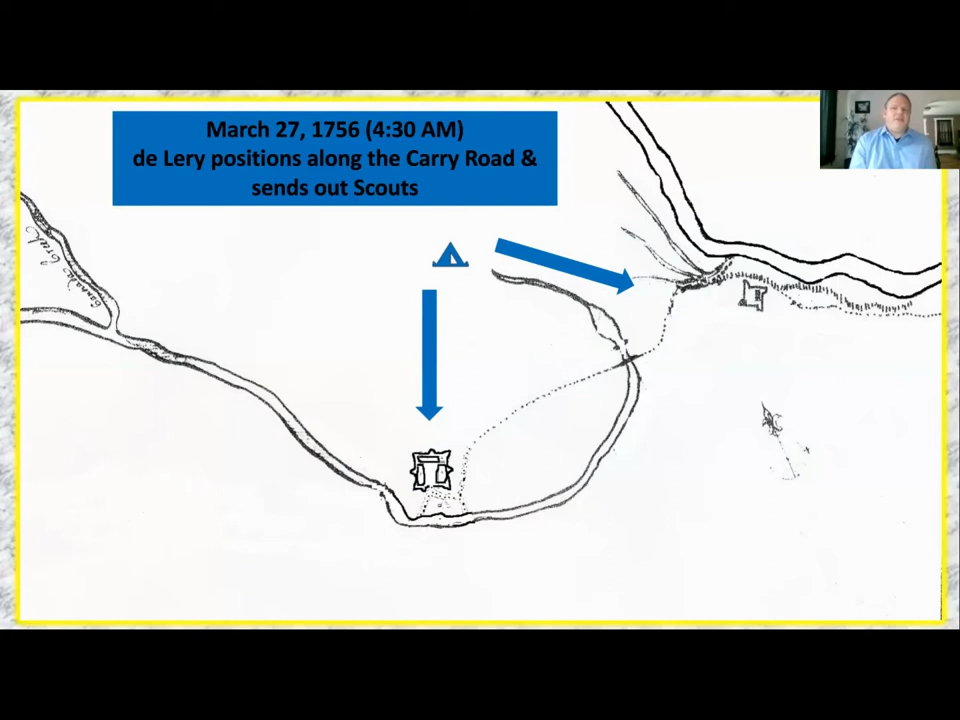 March 27, 1756 (4:30 AM)
de Lery positions along the Carry Road &
sends out Scouts